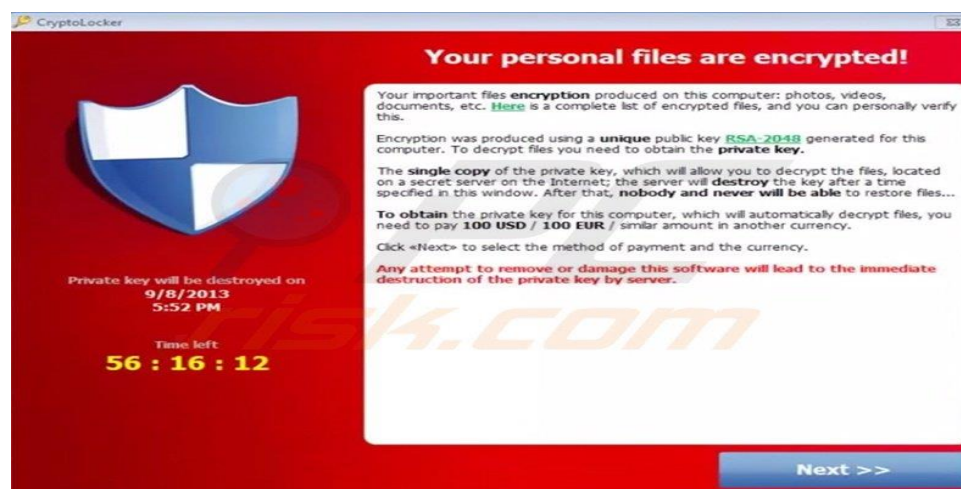 CryptoLocker
Your personal files are encrypted!
Your important files encryption produced on this computer: photos, videos,
documents, etc. Here is a complete list of encrypted files, and you can personally verify
this.
Encryption was produced using a unique public key RSA-2048 generated for this
computer. To decrypt files you need to obtain the private key.
The single copy of the private key, which will allow you to decrypt the files, located
on a secret server on the Internet; the server will destroy the key after a time
specified in this window. After that, nobody and never will be able to restore files...
To obtain the private key for this computer, which will automatically decrypt files, you
need to pay 100 USD / 100 EUR / similar amount in another currency.
Click «Next» to select the method of payment and the currency.
Any attempt to remove or damage this software will lead to the immediate
destruction of the private key by server.
Private key will be destroyed on
9/8/2013
5:52 PM
Time left
56 : 16 : 12
Next >>
PC
risk.com